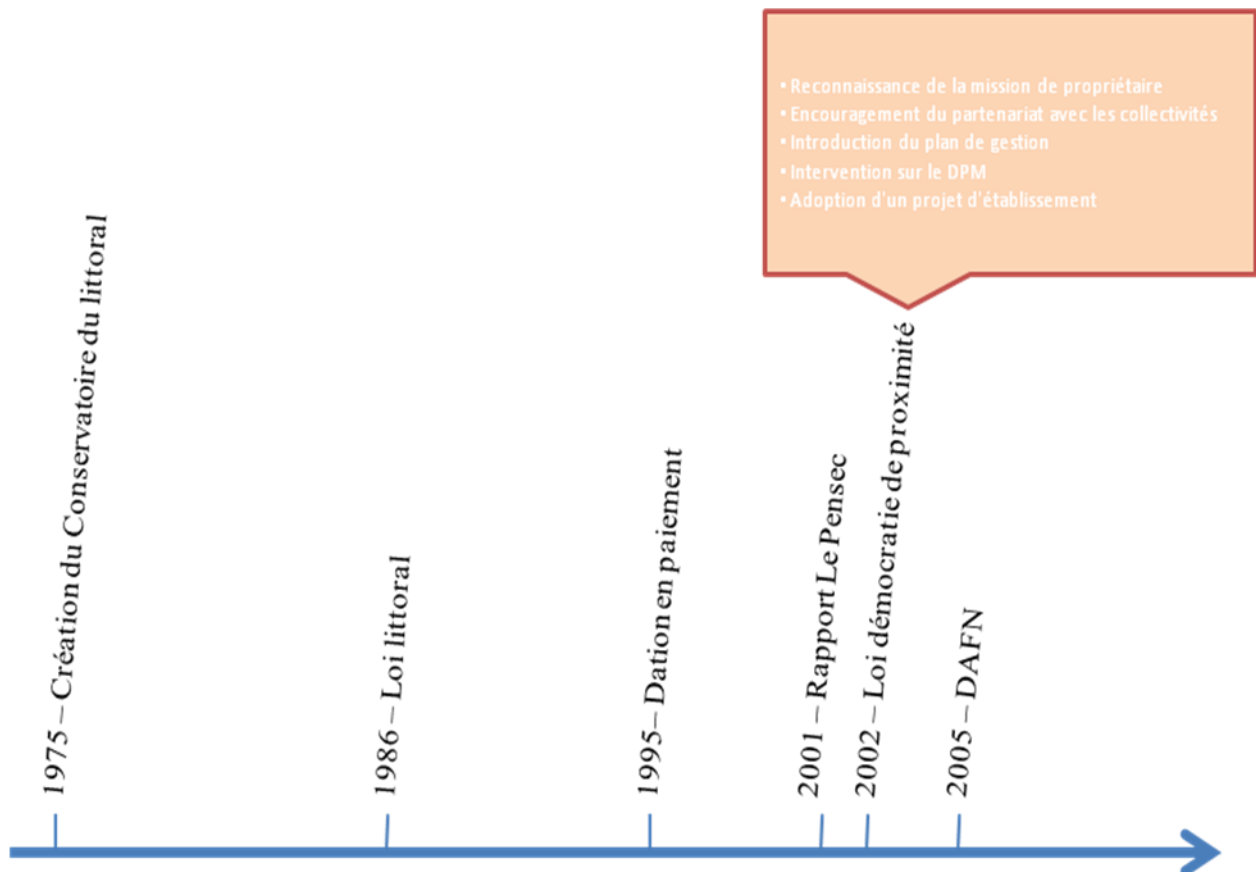 • Reconnaissance de la mission de propriétaire
• Encouragement du partenariat avec les collectivités
• Introduction du plan de gestion
• Intervention sur le DPM
• Adoption d'un projet d'établissement
1975 – Création du Conservatoire du littoral
1986 – Loi littoral
1995– Dation en paiement
2001 – Rapport Le Pensec
2002 – Loi démocratie de proximité
2005 – DAFN